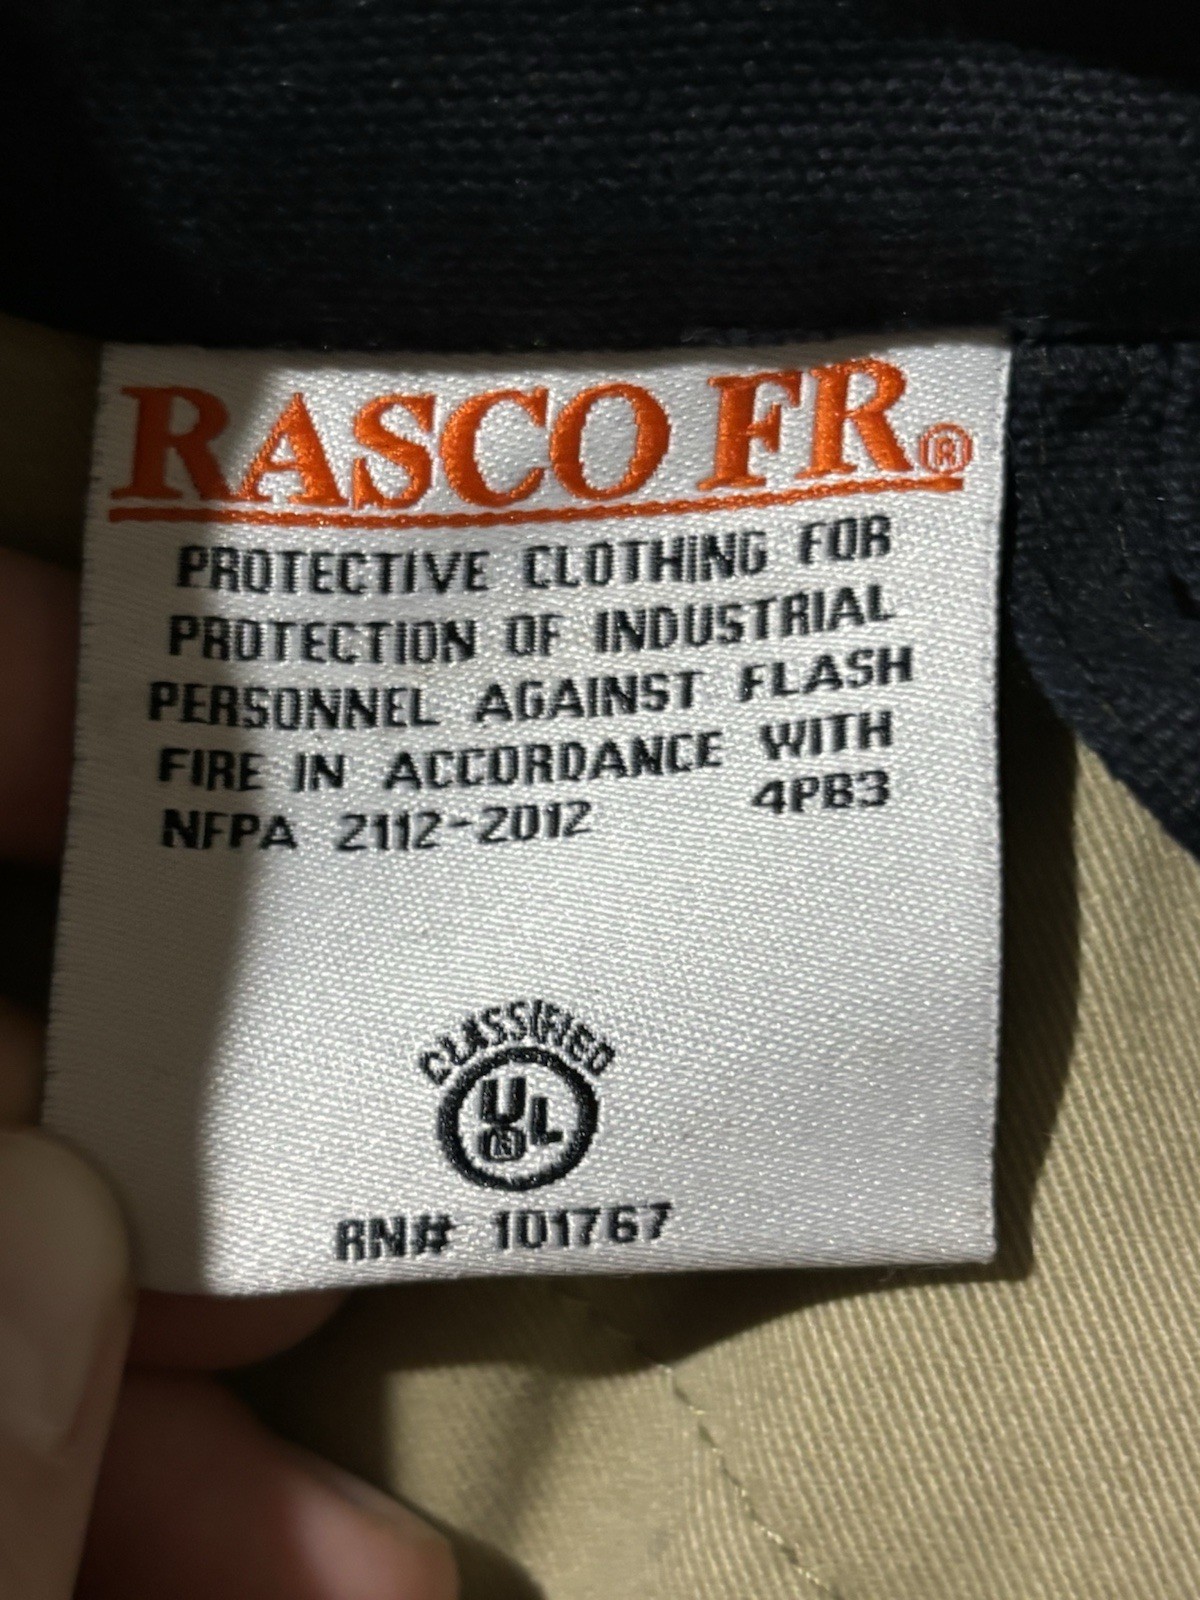 RASCO FR®
PROTECTIVE CLOTHING FOR
PROTECTION OF INDUSTRIAL
PERSONNEL AGAINST FLASH
FIRE IN ACCORDANCE WITH
NFPA 2112-2012 4PB3
CLASSIFIED
UL®
RN# 101767